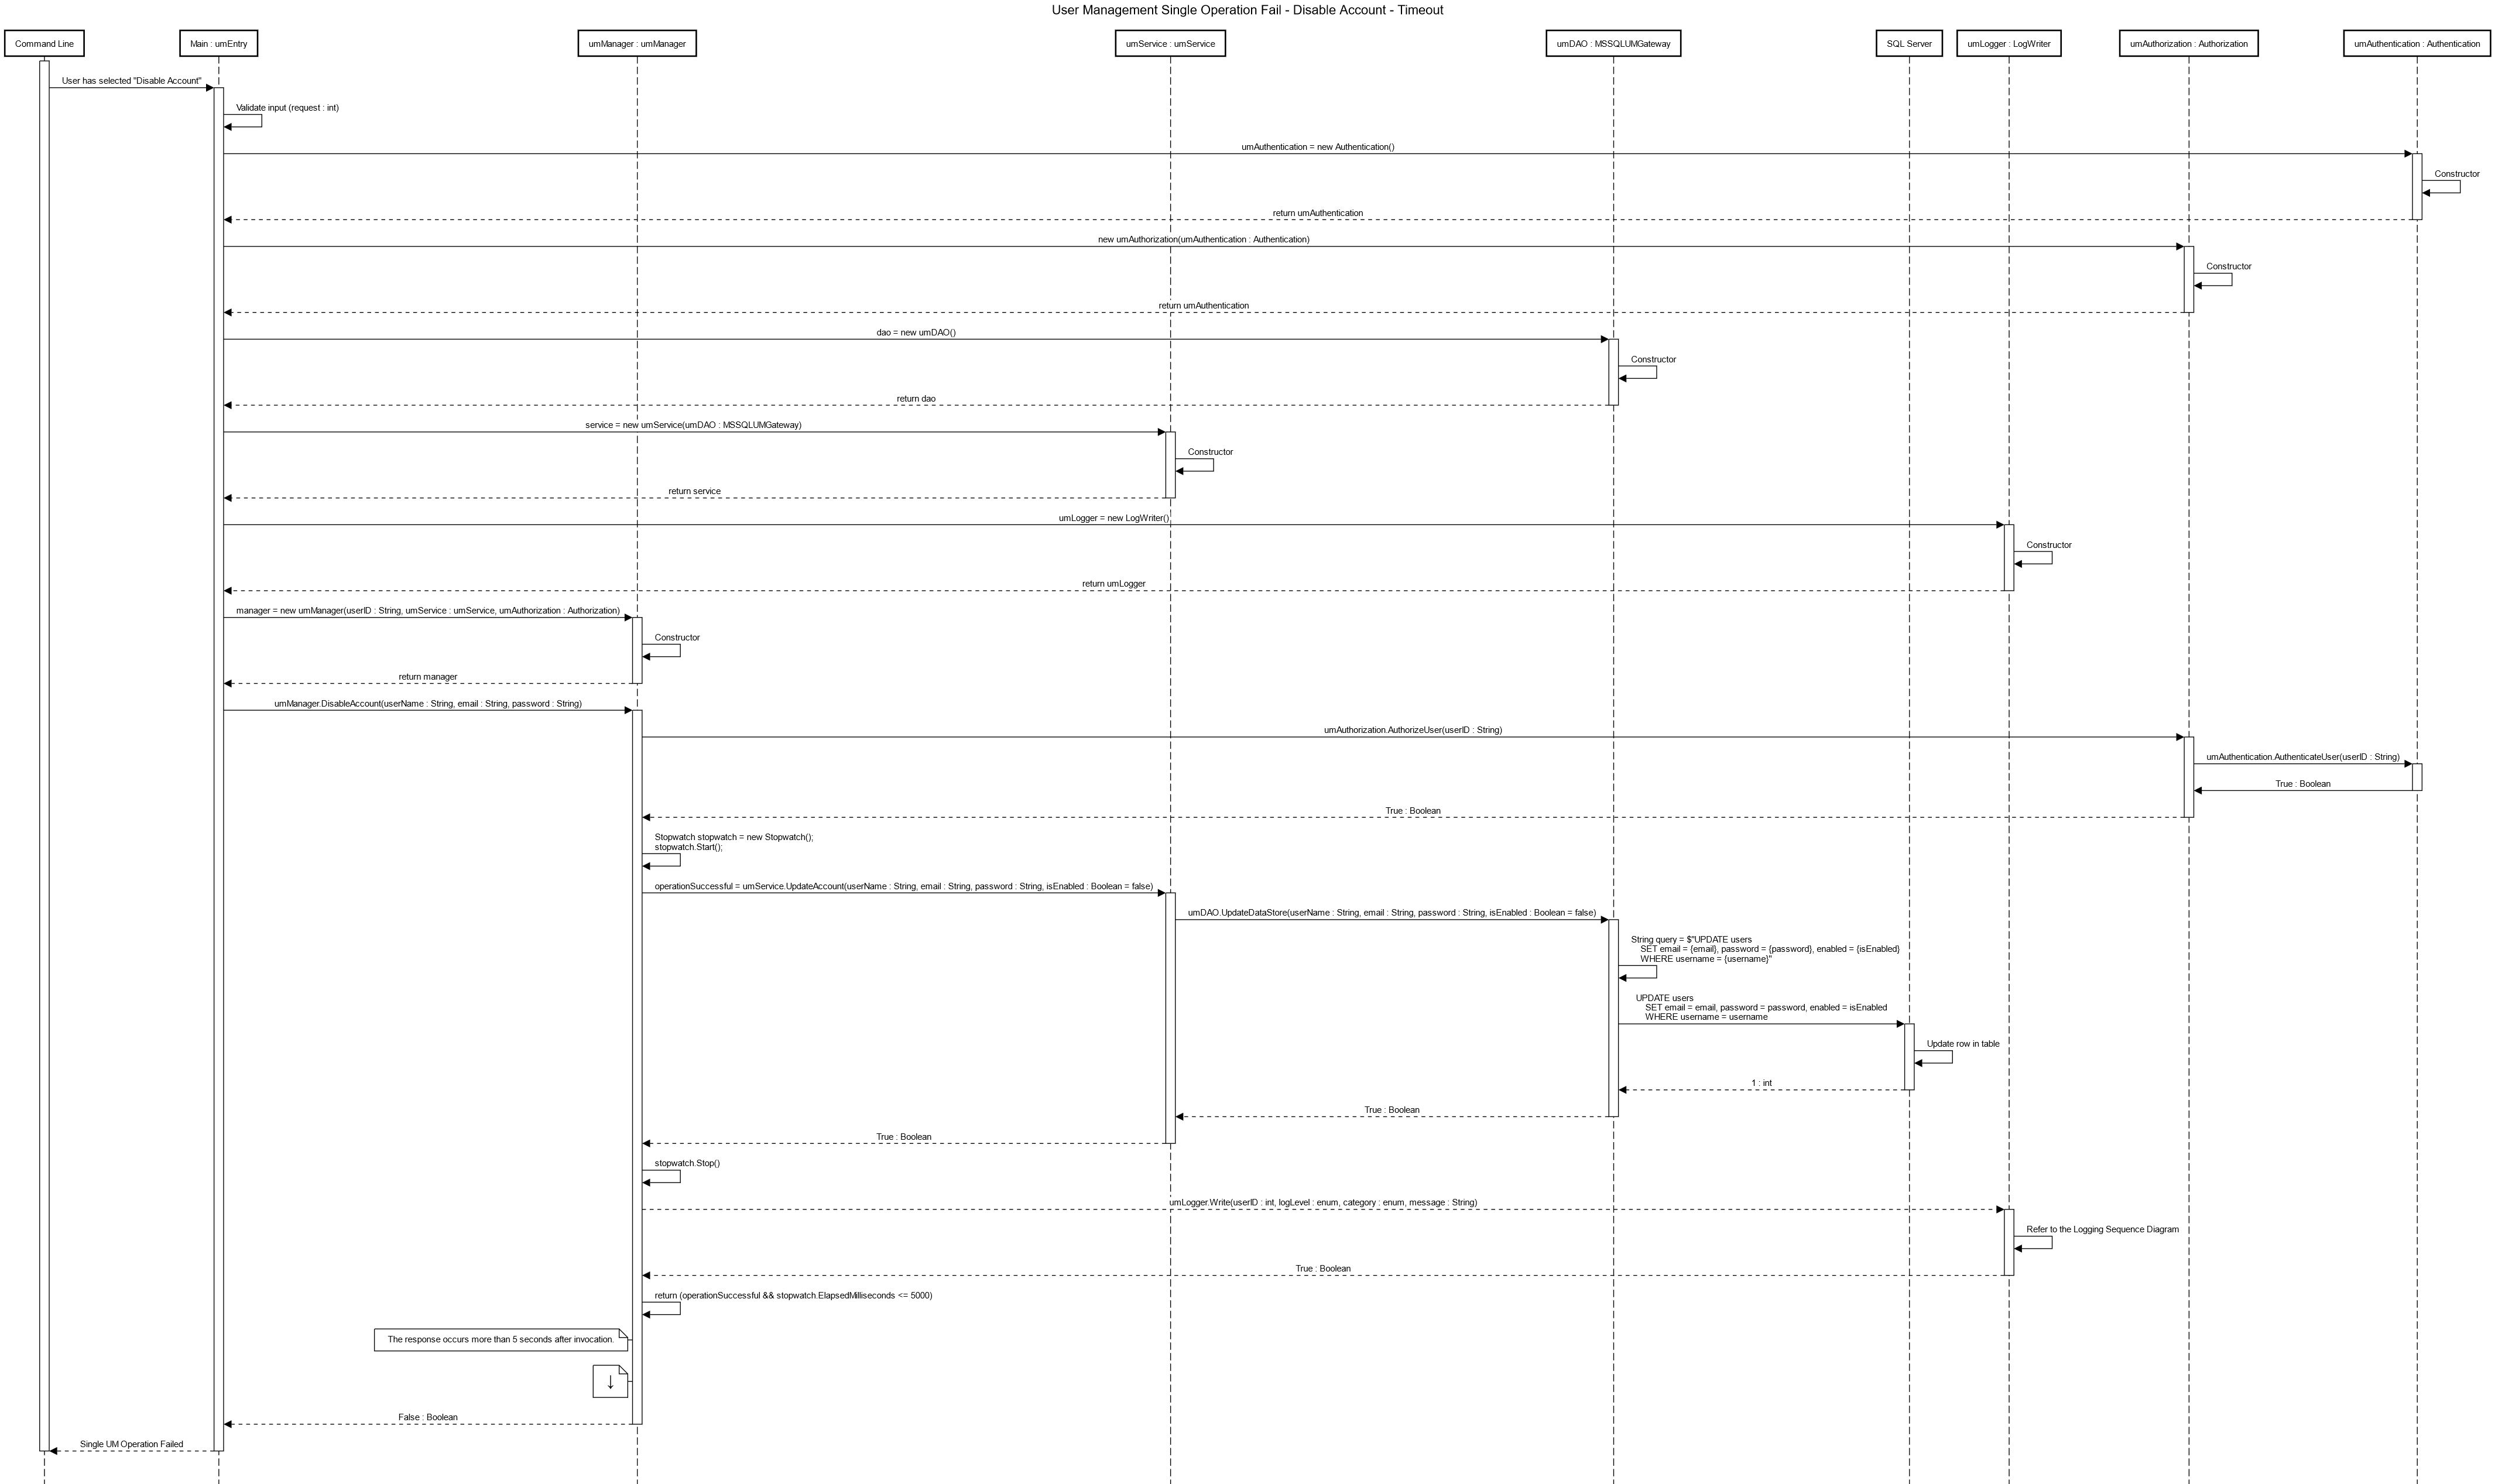 User Management Single Operation Fail - Disable Account - Timeout
Command Line
Main : umEntry
umManager : umManager
umService : umService
umDAO : MSSQLUMGateway
SQL Server
umLogger : LogWriter
umAuthorization : Authorization
umAuthentication : Authentication
User has selected "Disable Account"
Validate input (request : int)
umAuthentication = new Authentication()
Constructor
return umAuthentication
new umAuthorization(umAuthentication : Authentication)
Constructor
return umAuthentication
dao = new umDAO()
Constructor
return dao
service = new umService(umDAO : MSSQLUMGateway)
Constructor
return service
umLogger = new LogWriter()
Constructor
return umLogger
manager = new umManager(userID : String, umService : umService, umAuthorization : Authorization)
Constructor
return manager
umManager.DisableAccount(userName : String, email : String, password : String)
umAuthorization.AuthorizeUser(userID : String)
umAuthentication.AuthenticateUser(userID : String)
True : Boolean
True : Boolean
Stopwatch stopwatch = new Stopwatch();
stopwatch.Start();
operationSuccessful = umService.UpdateAccount(userName : String, email : String, password : String, isEnabled : Boolean = false)
umDAO.UpdateDataStore(userName : String, email : String, password : String, isEnabled : Boolean = false)
String query = $"UPDATE users
SET email = {email}, password = {password}, enabled = {isEnabled}
WHERE username = {username}"
UPDATE users
SET email = email, password = password, enabled = isEnabled
WHERE username = username
Update row in table
1 : int
True : Boolean
True : Boolean
stopwatch.Stop()
umLogger.Write(userID : int, logLevel : enum, category : enum, message : String)
Refer to the Logging Sequence Diagram
True : Boolean
return (operationSuccessful && stopwatch.ElapsedMilliseconds <= 5000)
The response occurs more than 5 seconds after invocation.
↓
False : Boolean
Single UM Operation Failed